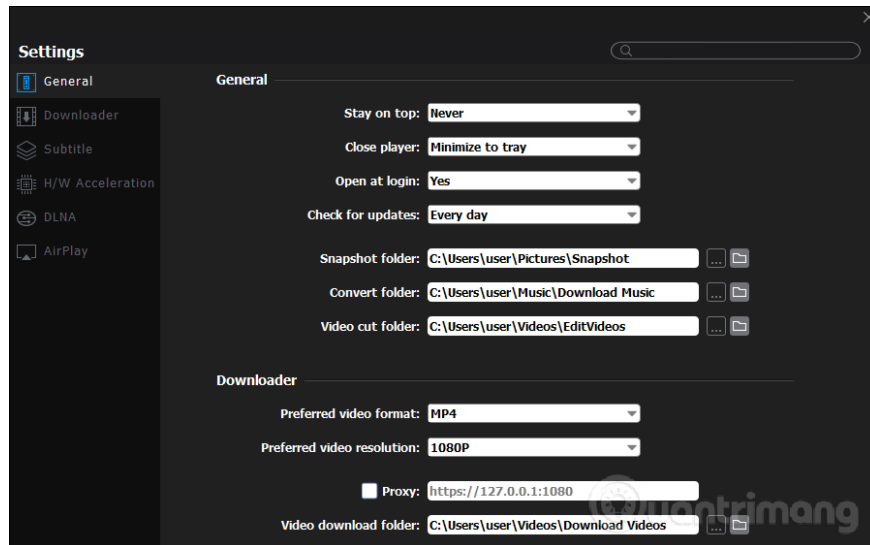 Settings
General
Downloader
Subtitle
H/W Acceleration
DLNA
AirPlay
General
Stay on top: Never
Close player: Minimize to tray
Open at login: Yes
Check for updates: Every day
Snapshot folder: C:\Users\user\Pictures\Snapshot ...
Convert folder: C:\Users\user\Music\Download Music ...
Video cut folder: C:\Users\user\Videos\EditVideos ...
Downloader
Preferred video format: MP4
Preferred video resolution: 1080P
Proxy: https://127.0.0.1:1080
Video download folder: C:\Users\user\Videos\Download Videos ...
Quantrimang